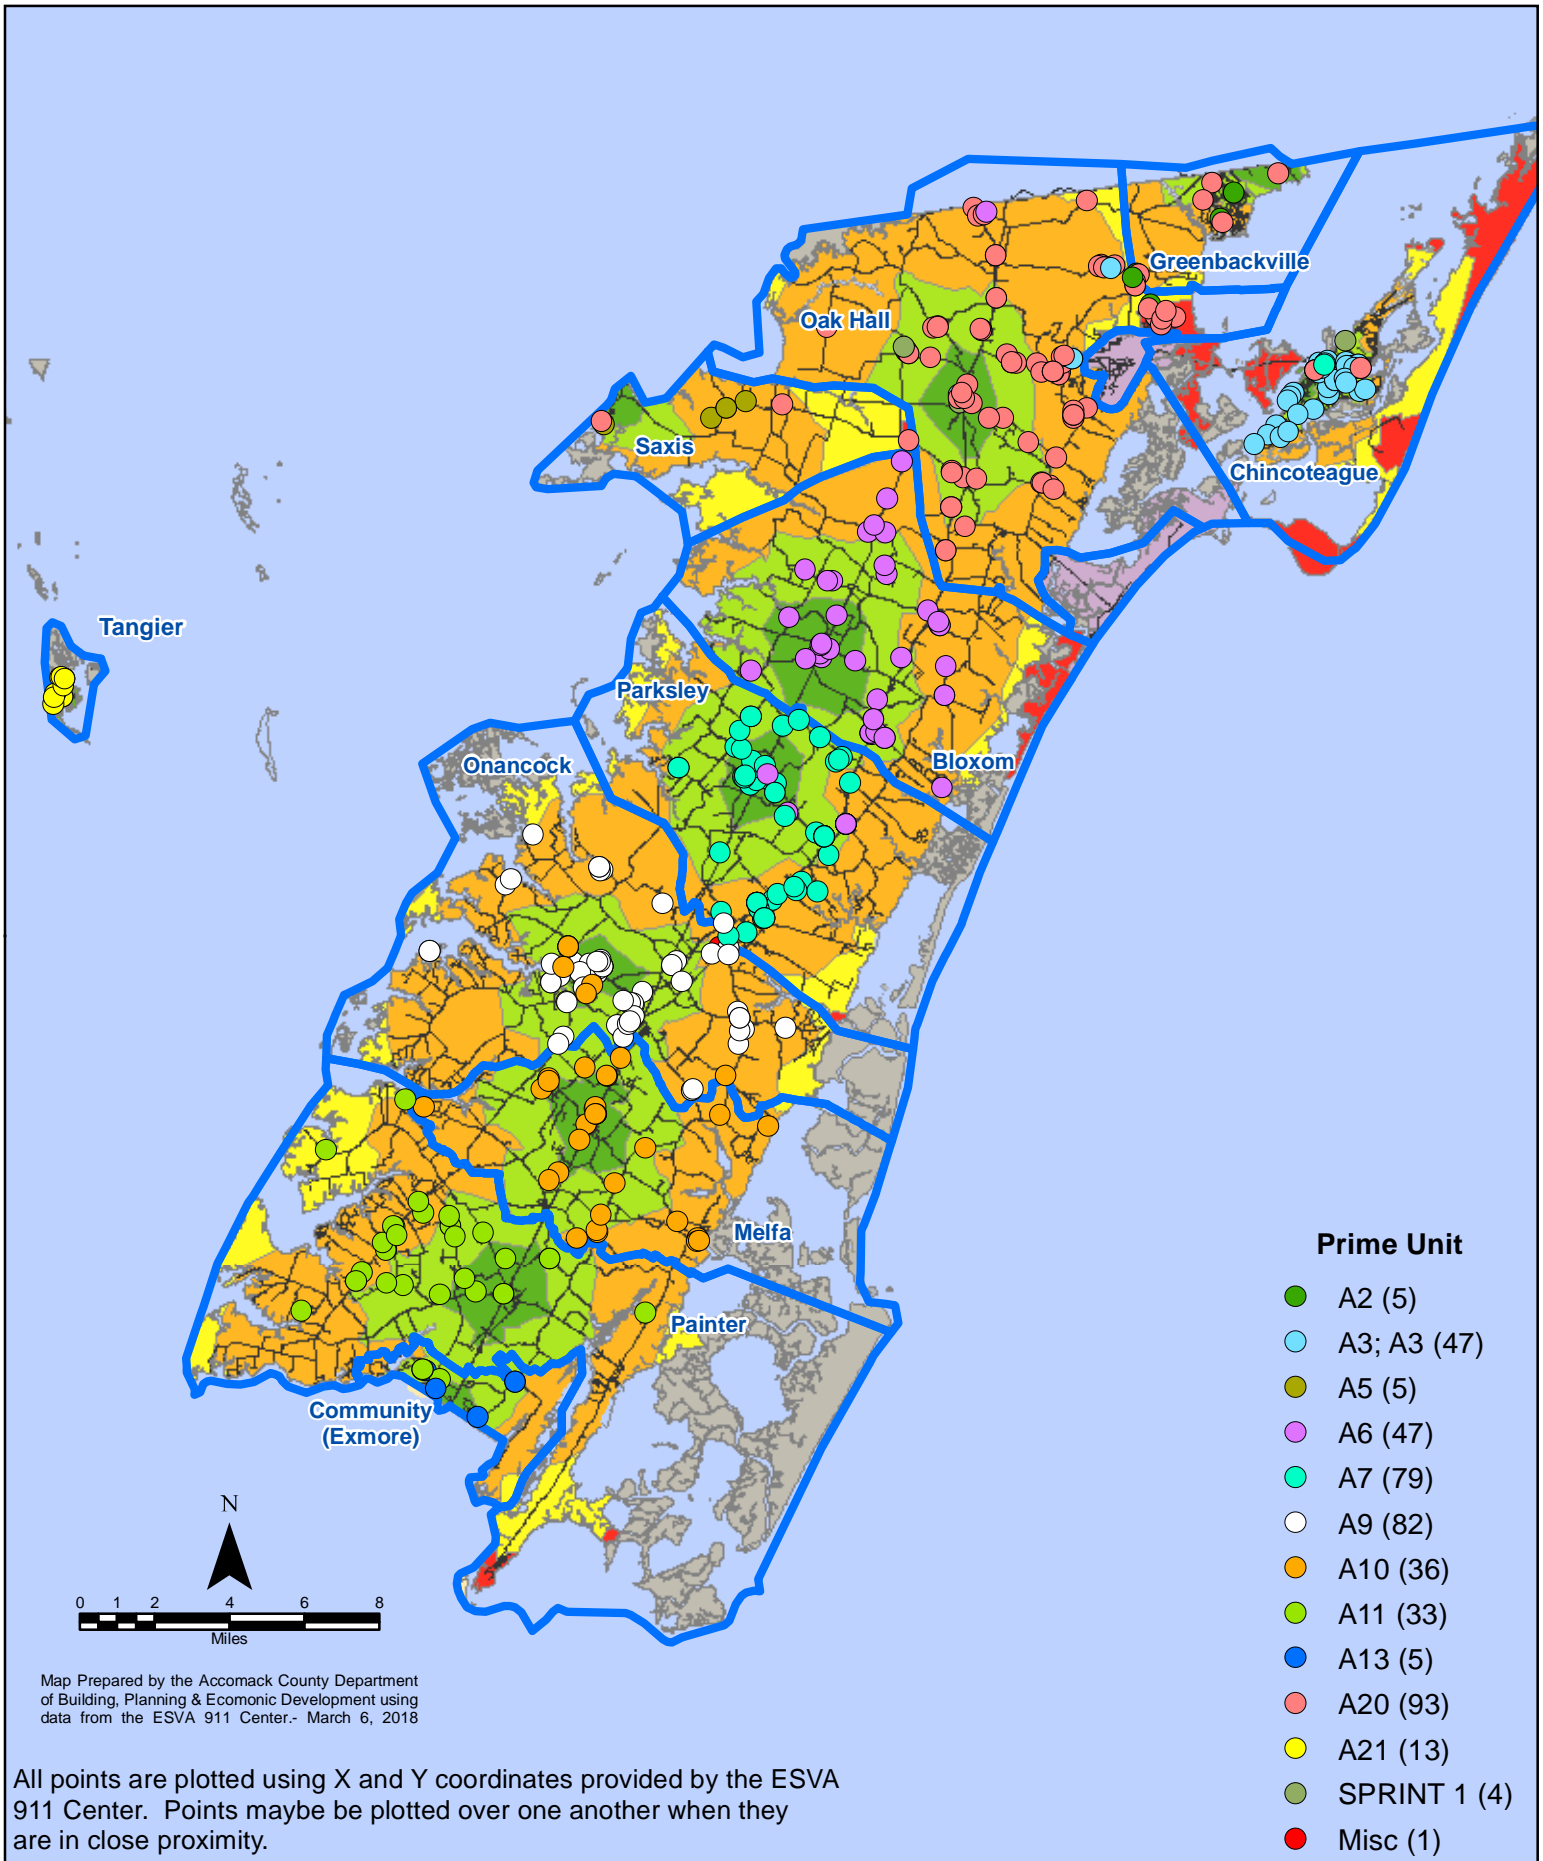 Greenbackville
Oak Hall
Saxis
Chincoteague
Tangier
Parksley
Onancock
Bloxom
Melfa
Painter
Community
(Exmore)
N
0 1 2 4 6 8
Miles
Map Prepared by the Accomack County Department
of Building, Planning & Ecomonic Development using
data from the ESVA 911 Center.- March 6, 2018
All points are plotted using X and Y coordinates provided by the ESVA
911 Center. Points maybe be plotted over one another when they
are in close proximity.
Prime Unit
A2 (5)
A3; A3 (47)
A5 (5)
A6 (47)
A7 (79)
A9 (82)
A10 (36)
A11 (33)
A13 (5)
A20 (93)
A21 (13)
SPRINT 1 (4)
Misc (1)